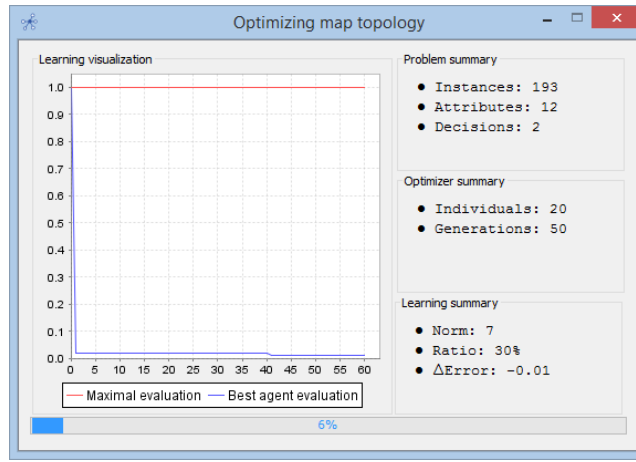 Optimizing map topology
Learning visualization
1.0
0.9
0.8
0.7
0.6
0.5
0.4
0.3
0.2
0.1
0.0
0 5 10 15 20 25 30 35 40 45 50 55 60
Maximal evaluation Best agent evaluation
Problem summary
● Instances: 193
● Attributes: 12
● Decisions: 2
Optimizer summary
● Individuals: 20
● Generations: 50
Learning summary
● Norm: 7
● Ratio: 30%
● ΔError: -0.01
6%